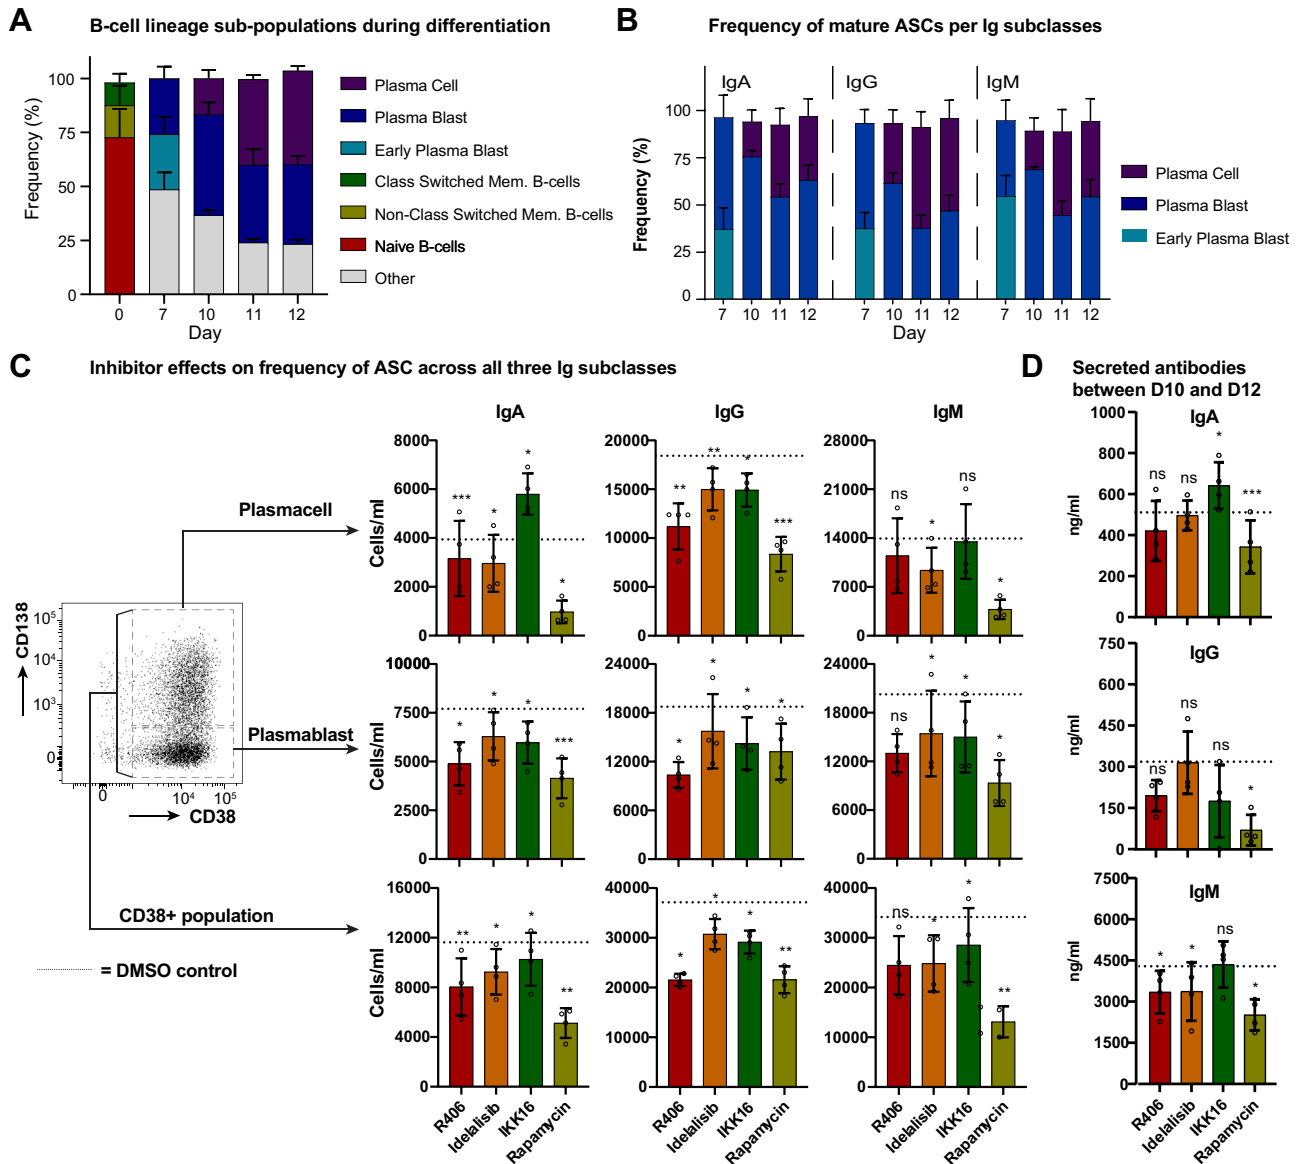 A B-cell lineage sub-populations during differentiation
Frequency (%)
100
75
50
25
0
0 7 10 11 12
Day
Plasma Cell
Plasma Blast
Early Plasma Blast
Class Switched Mem. B-cells
Non-Class Switched Mem. B-cells
Naive B-cells
Other
B Frequency of mature ASCs per Ig subclasses
Frequency (%)
100
75
50
25
0
IgA IgG IgM
7 10 11 12 7 10 11 12 7 10 11 12
Day
Plasma Cell
Plasma Blast
Early Plasma Blast
C Inhibitor effects on frequency of ASC across all three Ig subclasses
IgA IgG IgM
Plasmacell
Plasmablast
CD38+ population
= DMSO control
CD138
10⁵
10⁴
10³
0
0 10⁴ 10⁵
CD38
Cells/ml
8000
6000
4000
2000
0
*** * * *
20000
15000
10000
5000
0
** ** * ***
28000
21000
14000
7000
0
ns * ns *
Cells/ml
10000
7500
5000
2500
0
* * * ***
24000
18000
12000
6000
0
* * * *
24000
18000
12000
6000
0
ns * * *
Cells/ml
16000
12000
8000
4000
0
** * * **
40000
30000
20000
10000
0
* * * **
40000
30000
20000
10000
0
ns * * **
R406 Idelalisib IKK16 Rapamycin
R406 Idelalisib IKK16 Rapamycin
R406 Idelalisib IKK16 Rapamycin
D Secreted antibodies
between D10 and D12
IgA
ng/ml
1000
800
600
400
200
0
ns ns * ***
IgG
ng/ml
750
600
450
300
150
0
ns ns ns *
IgM
ng/ml
7500
6000
4500
3000
1500
0
* * ns *
R406 Idelalisib IKK16 Rapamycin